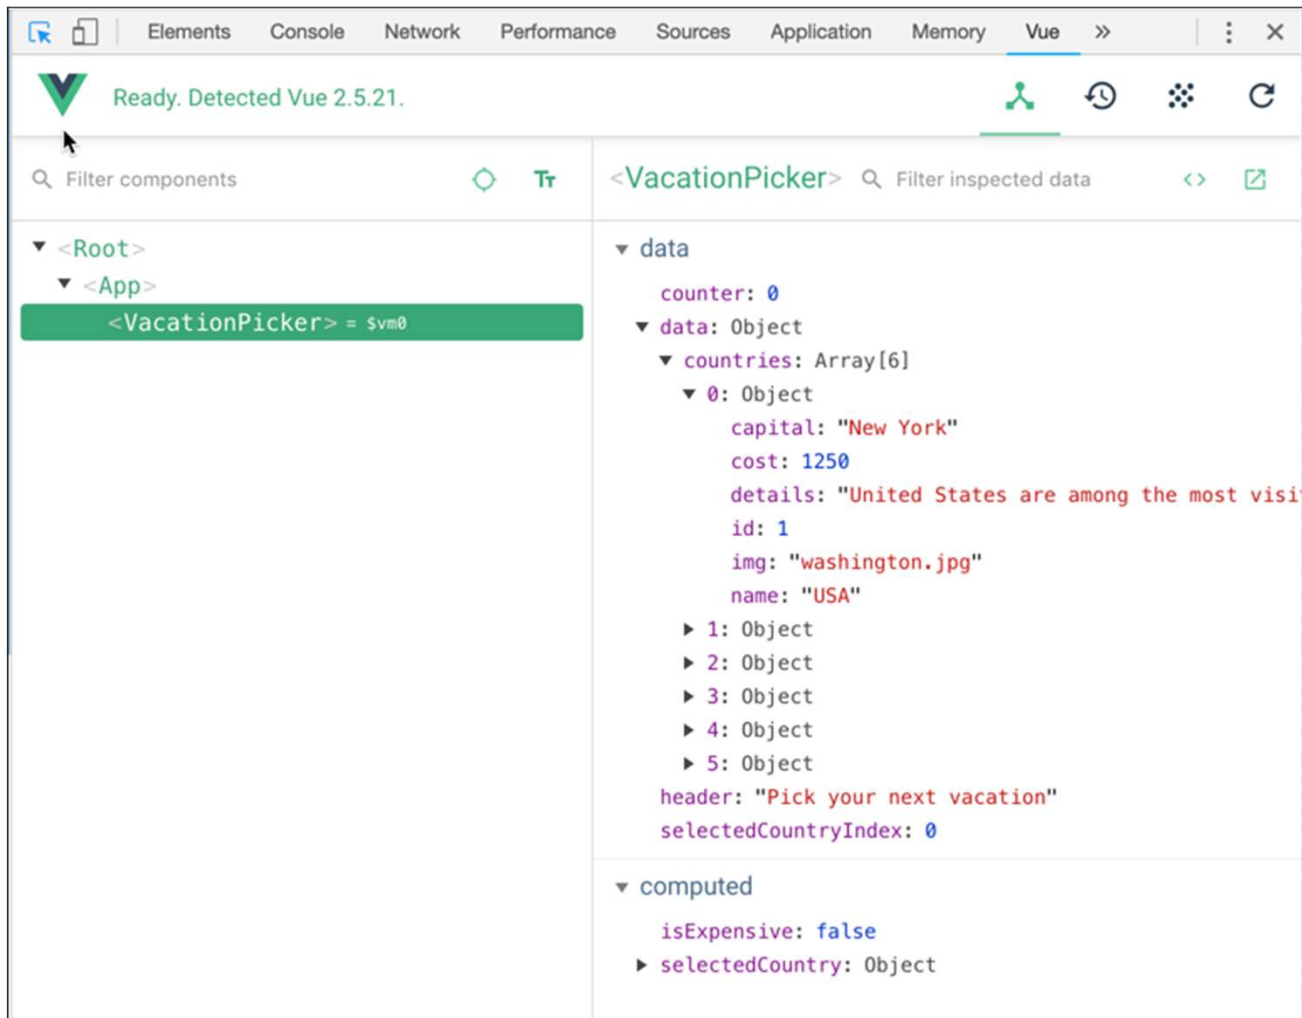 Elements Console Network Performance Sources Application Memory Vue »
Ready. Detected Vue 2.5.21.
Filter components Tт
<VacationPicker> Filter inspected data <>
<Root>
<App>
<VacationPicker> = $vm0
data
counter: 0
data: Object
countries: Array[6]
0: Object
capital: "New York"
cost: 1250
details: "United States are among the most visi
id: 1
img: "washington.jpg"
name: "USA"
1: Object
2: Object
3: Object
4: Object
5: Object
header: "Pick your next vacation"
selectedCountryIndex: 0
computed
isExpensive: false
selectedCountry: Object